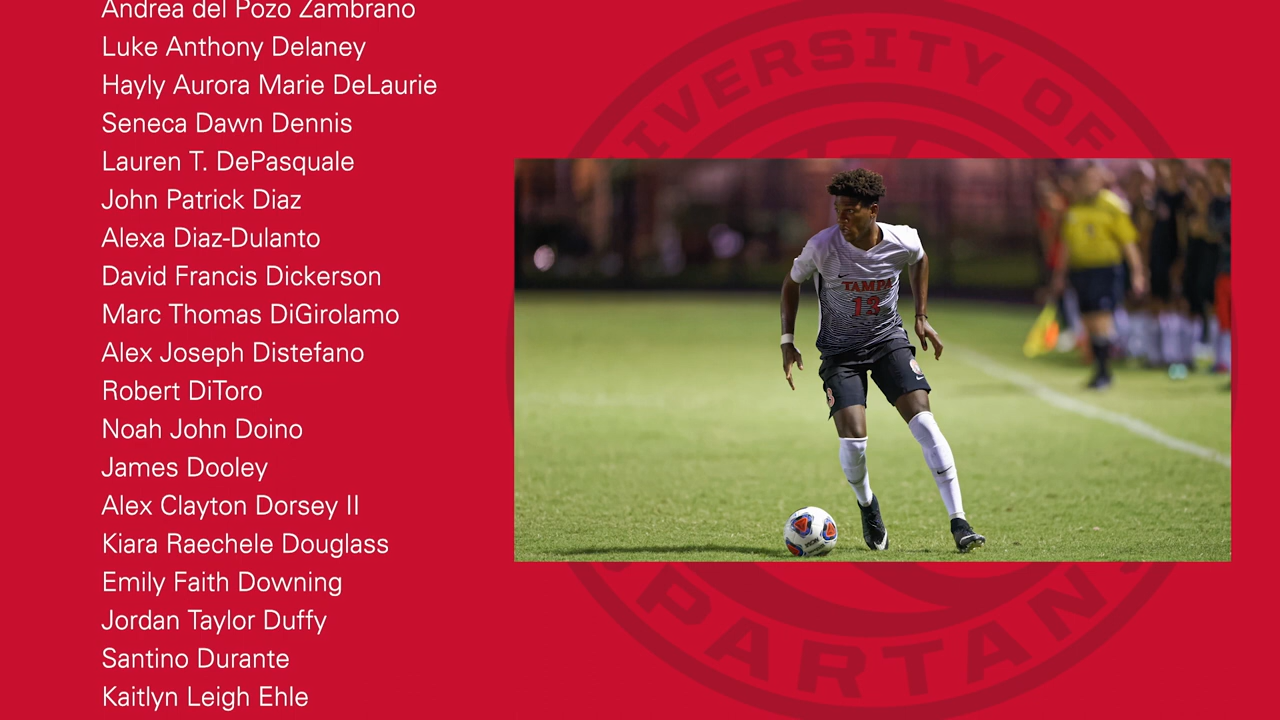 Andrea del Pozo Zambrano
Luke Anthony Delaney
Hayly Aurora Marie DeLaurie
Seneca Dawn Dennis
Lauren T. DePasquale
John Patrick Diaz
Alexa Diaz-Dulanto
David Francis Dickerson
Marc Thomas DiGirolamo
Alex Joseph Distefano
Robert DiToro
Noah John Doino
James Dooley
Alex Clayton Dorsey II
Kiara Raechele Douglass
Emily Faith Downing
Jordan Taylor Duffy
Santino Durante
Kaitlyn Leigh Ehle
IVERSITY OF
TAMPA
13
PARTAN